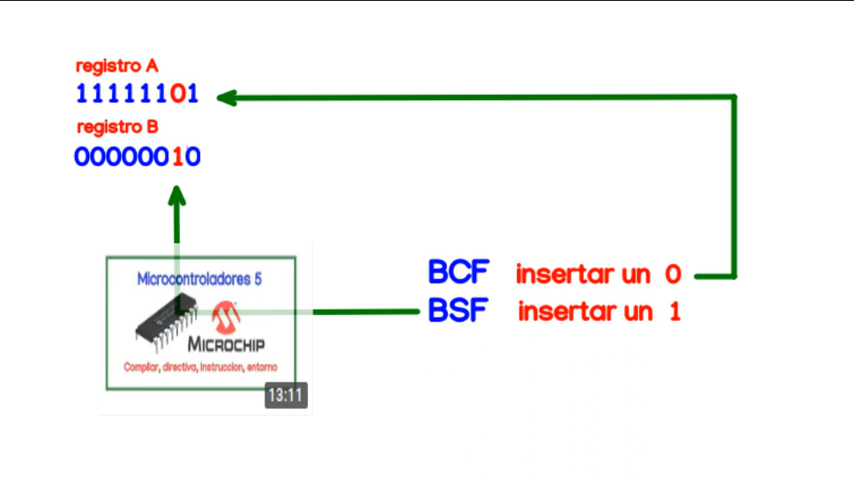 registro A
11111101
registro B
00000010
BCF insertar un 0
BSF insertar un 1
Microcontroladores 5
MICROCHIP
Compilar, directiva, Instruccion, entorno
13:11